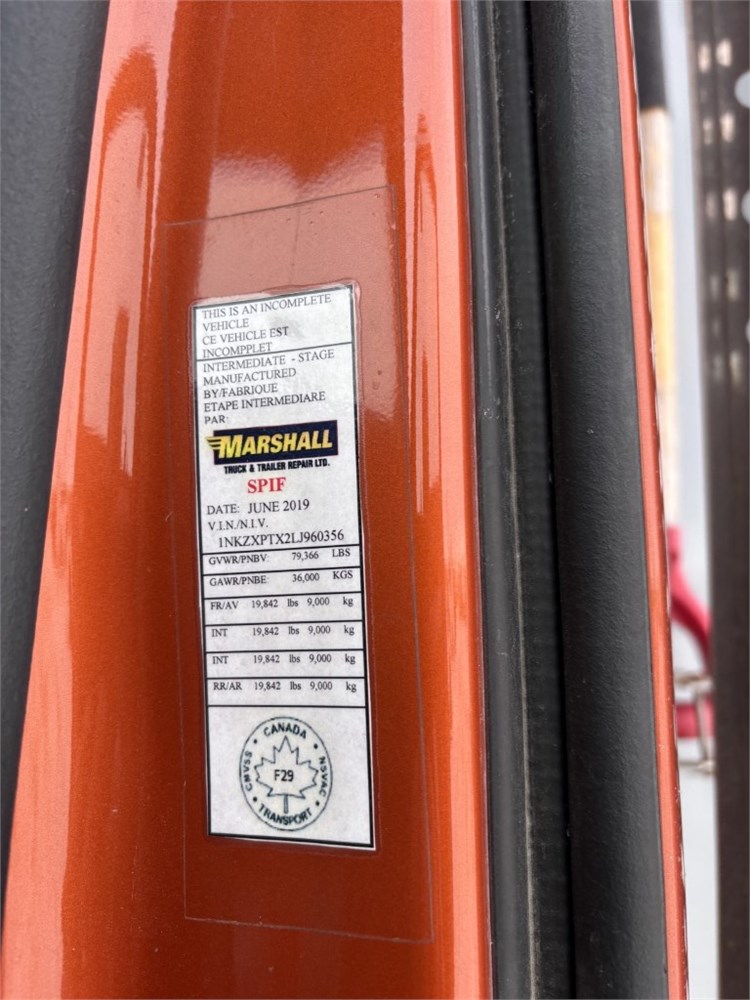 THIS IS AN INCOMPLETE
VEHICLE
CE VEHICLE EST
INCOMPPLET
INTERMEDIATE - STAGE
MANUFACTURED
BY/FABRIQUE
ETAPE INTERMEDIARE
PAR:
MARSHALL
TRUCK & TRAILER REPAIR LTD.
SPIF
DATE: JUNE 2019
V.I.N./N.I.V.
1NKZXPTX2LJ960356
GVWR/PNBV: 79,366 LBS
GAWR/PNBE: 36,000 KGS
FR/AV 19,842 lbs 9,000 kg
INT 19,842 lbs 9,000 kg
INT 19,842 lbs 9,000 kg
RR/AR 19,842 lbs 9,000 kg
CANADA
CMVSS
F29
NSVAC
TRANSPORT